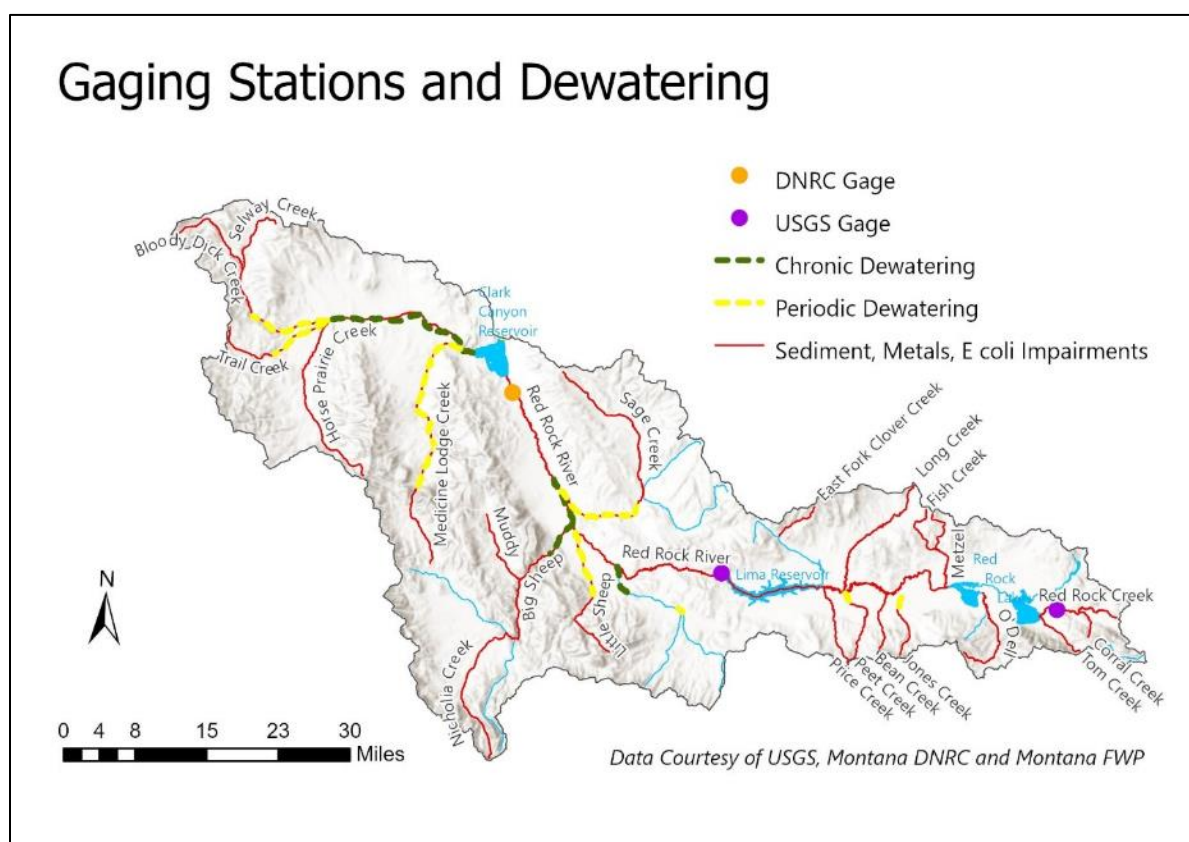 Gaging Stations and Dewatering
DNRC Gage
USGS Gage
Chronic Dewatering
Periodic Dewatering
Sediment, Metals, E coli Impairments
Selway Creek
Bloody Dick Creek
Trail Creek
Horse Prairie Creek
Clark
Canyon
Reservoir
Medicine Lodge Creek
Red Rock River
Sage Creek
Muddy
Big Sheep
Little Sheep
Nicholia Creek
Red Rock River
Lima Reservoir
East Fork Clover Creek
Long Creek
Fish Creek
Metzel
Red
Rock
Lake
Red Rock Creek
O'Dell
Corral Creek
Tom Creek
Jones Creek
Bean Creek
Peet Creek
Price Creek
N
0 4 8 15 23 30
Miles
Data Courtesy of USGS, Montana DNRC and Montana FWP